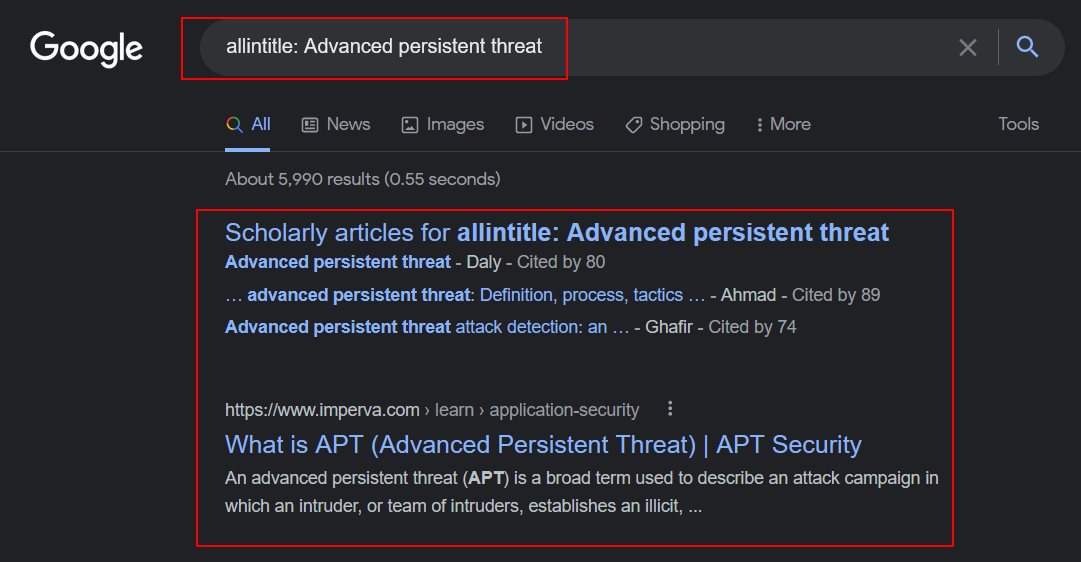 Google
allintitle: Advanced persistent threat
All News Images Videos Shopping More Tools
About 5,990 results (0.55 seconds)
Scholarly articles for allintitle: Advanced persistent threat
Advanced persistent threat - Daly - Cited by 80
… advanced persistent threat: Definition, process, tactics … - Ahmad - Cited by 89
Advanced persistent threat attack detection: an … - Ghafir - Cited by 74
https://www.imperva.com › learn › application-security
What is APT (Advanced Persistent Threat) | APT Security
An advanced persistent threat (APT) is a broad term used to describe an attack campaign in
which an intruder, or team of intruders, establishes an illicit, ...